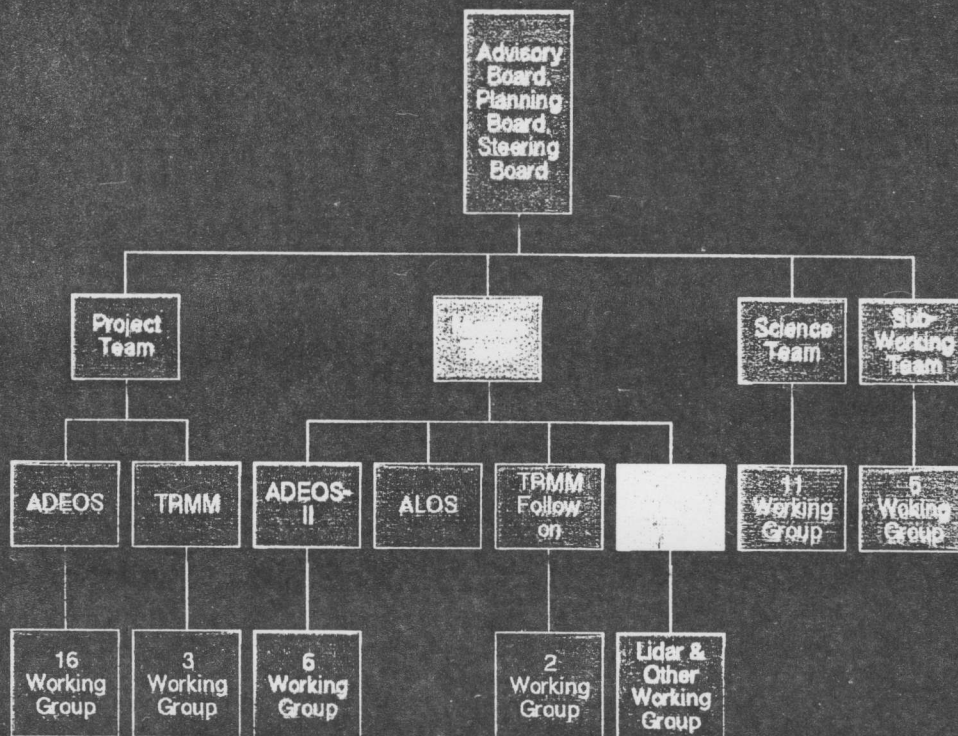 Advisory
Board,
Planning
Board,
Steering
Board
Project
Team
Science
Team
Sub-
Working
Team
ADEOS
TRMM
ADEOS-
II
ALOS
TRMM
Follow
on
11
Working
Group
5
Woking
Group
16
Working
Group
3
Working
Group
6
Working
Group
2
Working
Group
Lidar &
Other
Working
Group